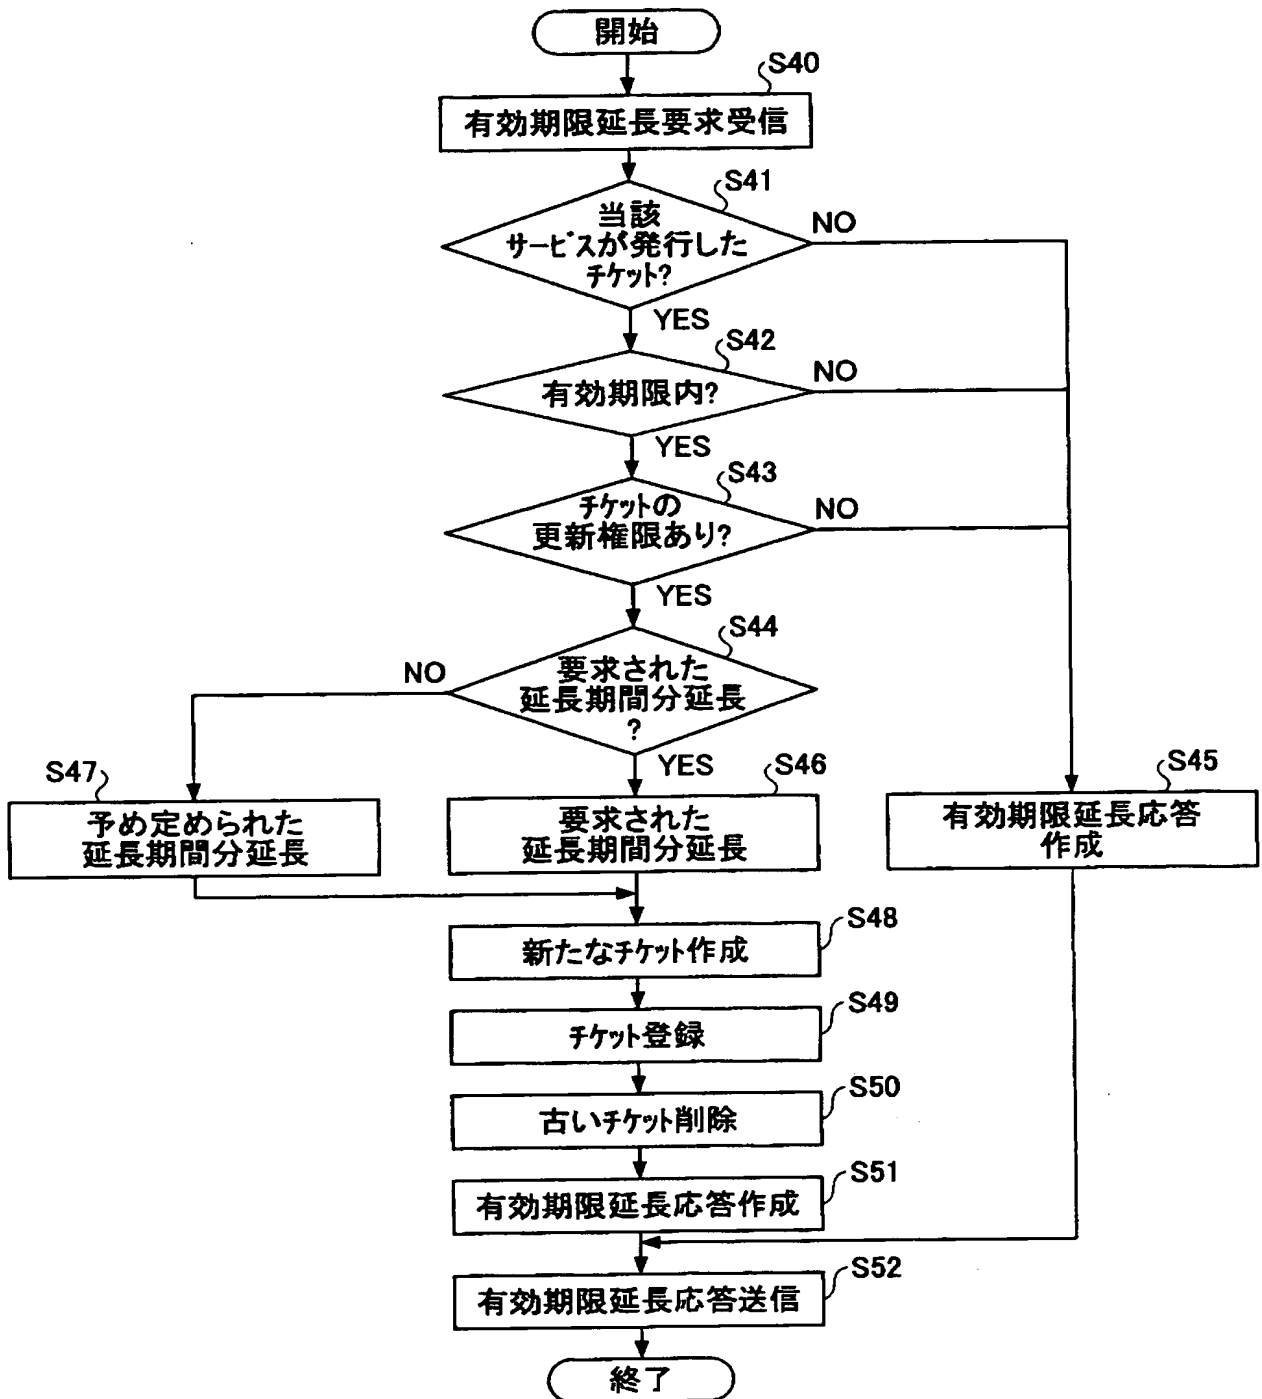 開始
S40
有効期限延長要求受信
S41
当該
サービスが発行した
チケット?
NO
YES
S42
有効期限内?
NO
YES
S43
チケットの
更新権限あり?
NO
YES
S44
要求された
延長期間分延長
?
NO
YES
S47
予め定められた
延長期間分延長
S46
要求された
延長期間分延長
S45
有効期限延長応答
作成
S48
新たなチケット作成
S49
チケット登録
S50
古いチケット削除
S51
有効期限延長応答作成
S52
有効期限延長応答送信
終了